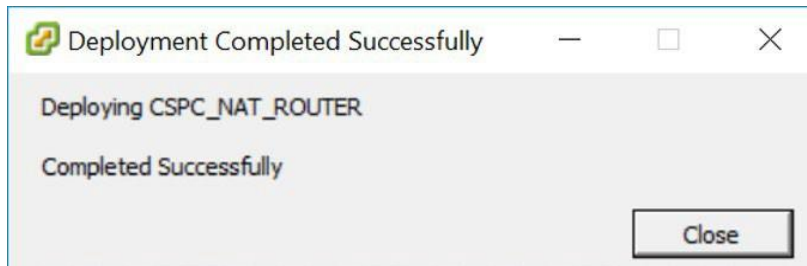 Deployment Completed Successfully
Deploying CSPC_NAT_ROUTER
Completed Successfully
Close